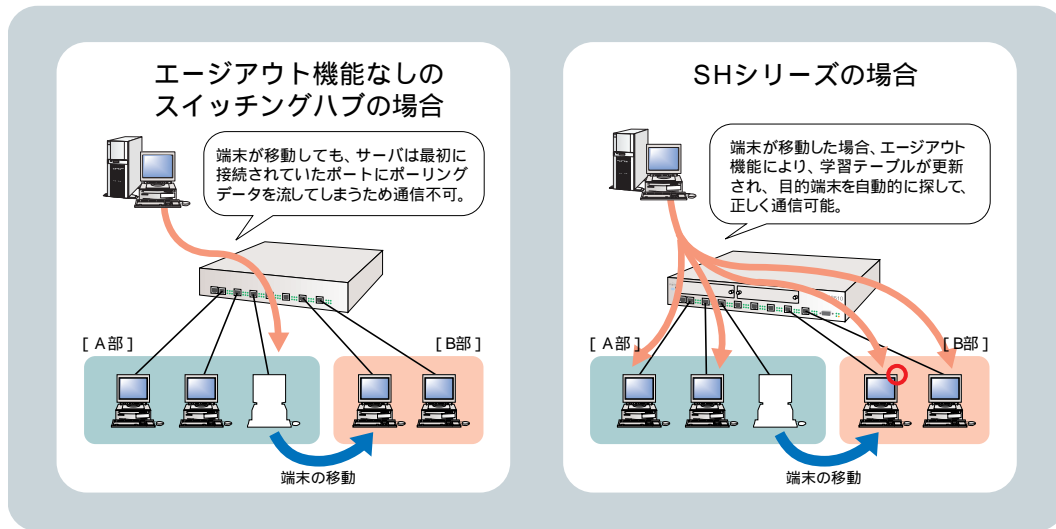 エージアウト機能なしの
スイッチングハブの場合
端末が移動しても、サーバは最初に
接続されていたポートにポーリング
データを流してしまうため通信不可。
[ A部 ]
[ B部 ]
端末の移動
SHシリーズの場合
端末が移動した場合、エージアウト
機能により、学習テーブルが更新
され、目的端末を自動的に探して、
正しく通信可能。
[ A部 ]
[ B部 ]
端末の移動